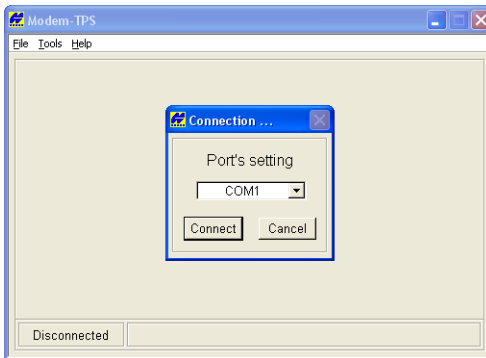 Modem-TPS
File Tools Help
Connection ...
Port's setting
COM1
Connect Cancel
Disconnected